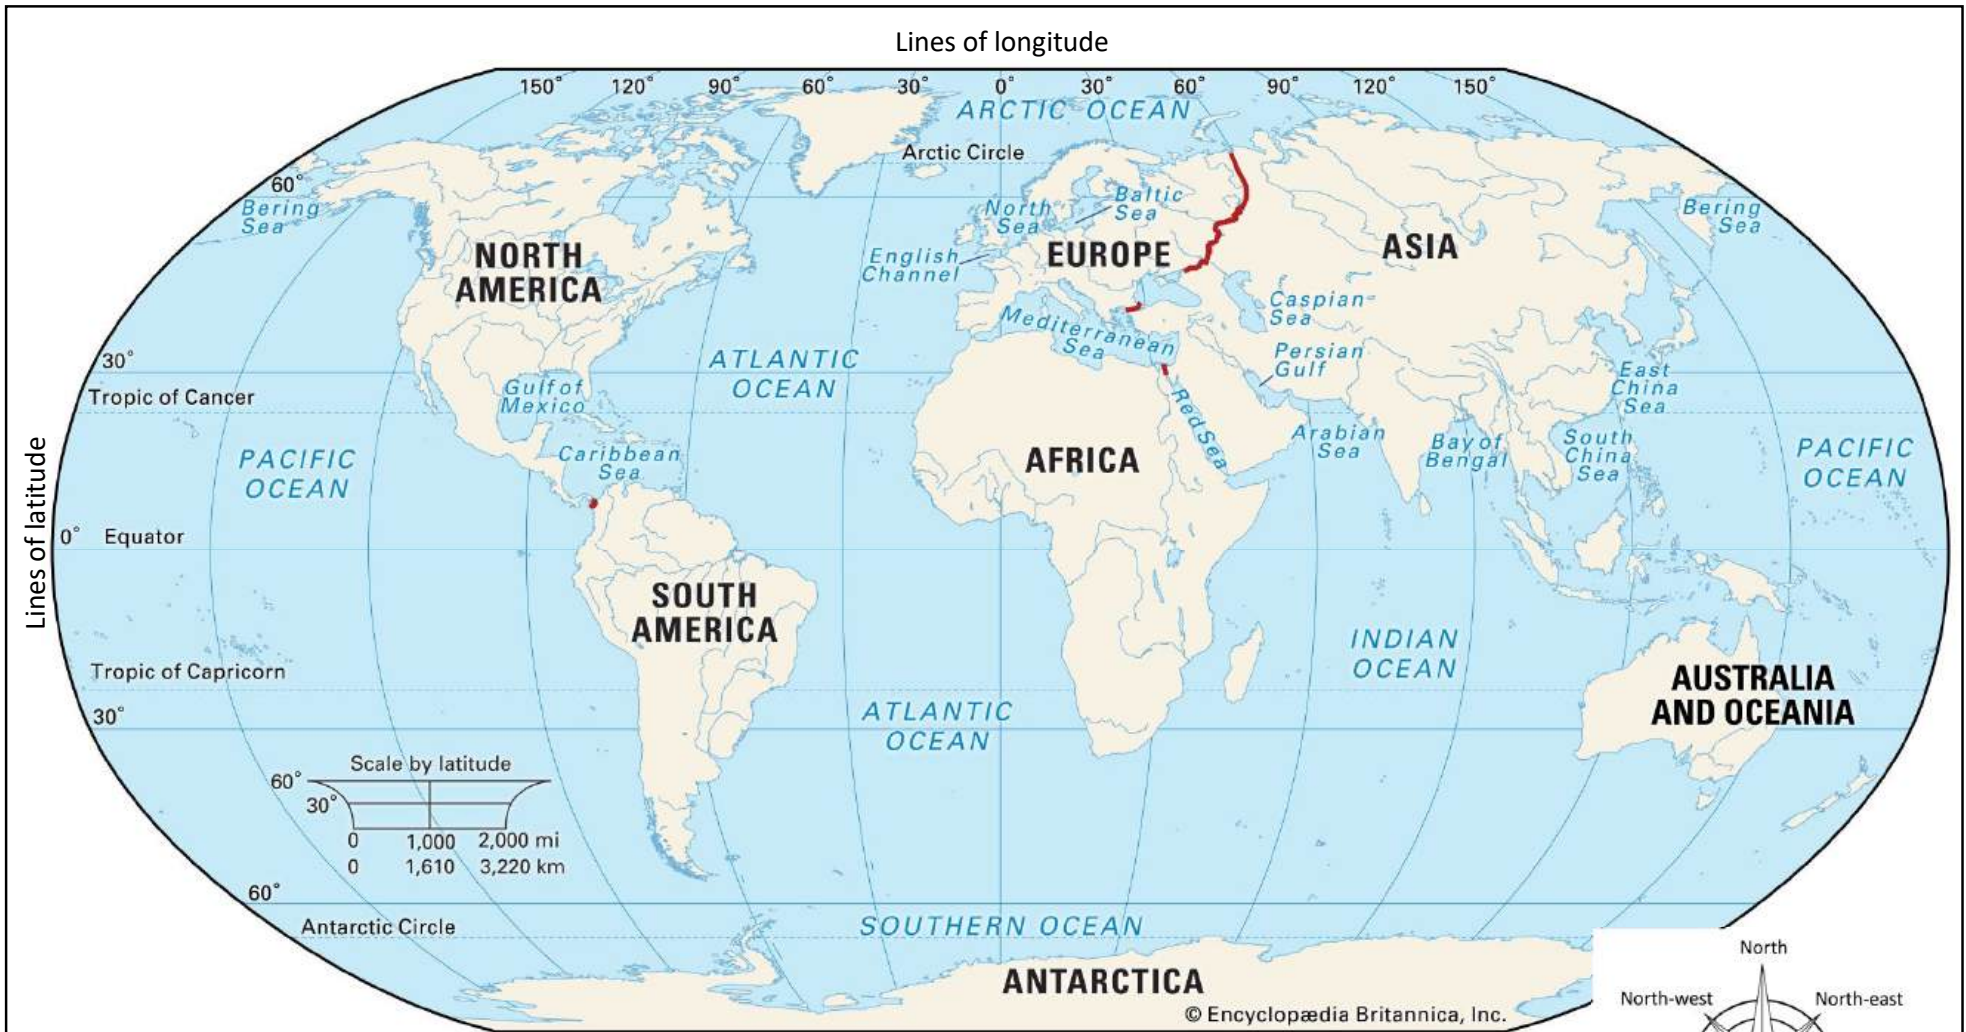 Lines of longitude
150° 120° 90° 60° 30° 0° 30° 60° 90° 120° 150°
ARCTIC OCEAN
Arctic Circle
60°
Bering
Sea
North
Sea
Baltic
Sea
Bering
Sea
NORTH
AMERICA
English
Channel
EUROPE
ASIA
Caspian
Sea
Mediterranean
Sea
30°
Tropic of Cancer
ATLANTIC
OCEAN
Gulf of
Mexico
Persian
Gulf
East
China
Sea
Red Sea
Lines of latitude
PACIFIC
OCEAN
Caribbean
Sea
AFRICA
Arabian
Sea
Bay of
Bengal
South
China
Sea
PACIFIC
OCEAN
0° Equator
SOUTH
AMERICA
INDIAN
OCEAN
Tropic of Capricorn
AUSTRALIA
AND OCEANIA
30°
ATLANTIC
OCEAN
Scale by latitude
60°
30°
0 1,000 2,000 mi
0 1,610 3,220 km
60°
Antarctic Circle
SOUTHERN OCEAN
ANTARCTICA
© Encyclopædia Britannica, Inc.
North
North-west
North-east